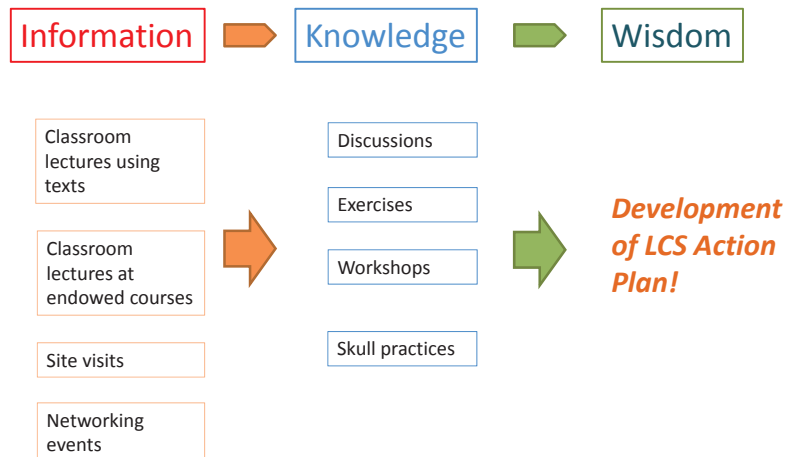 Information
Knowledge
Wisdom
Classroom
lectures using
texts
Classroom
lectures at
endowed courses
Site visits
Networking
events
Discussions
Exercises
Workshops
Skull practices
Development
of LCS Action
Plan!